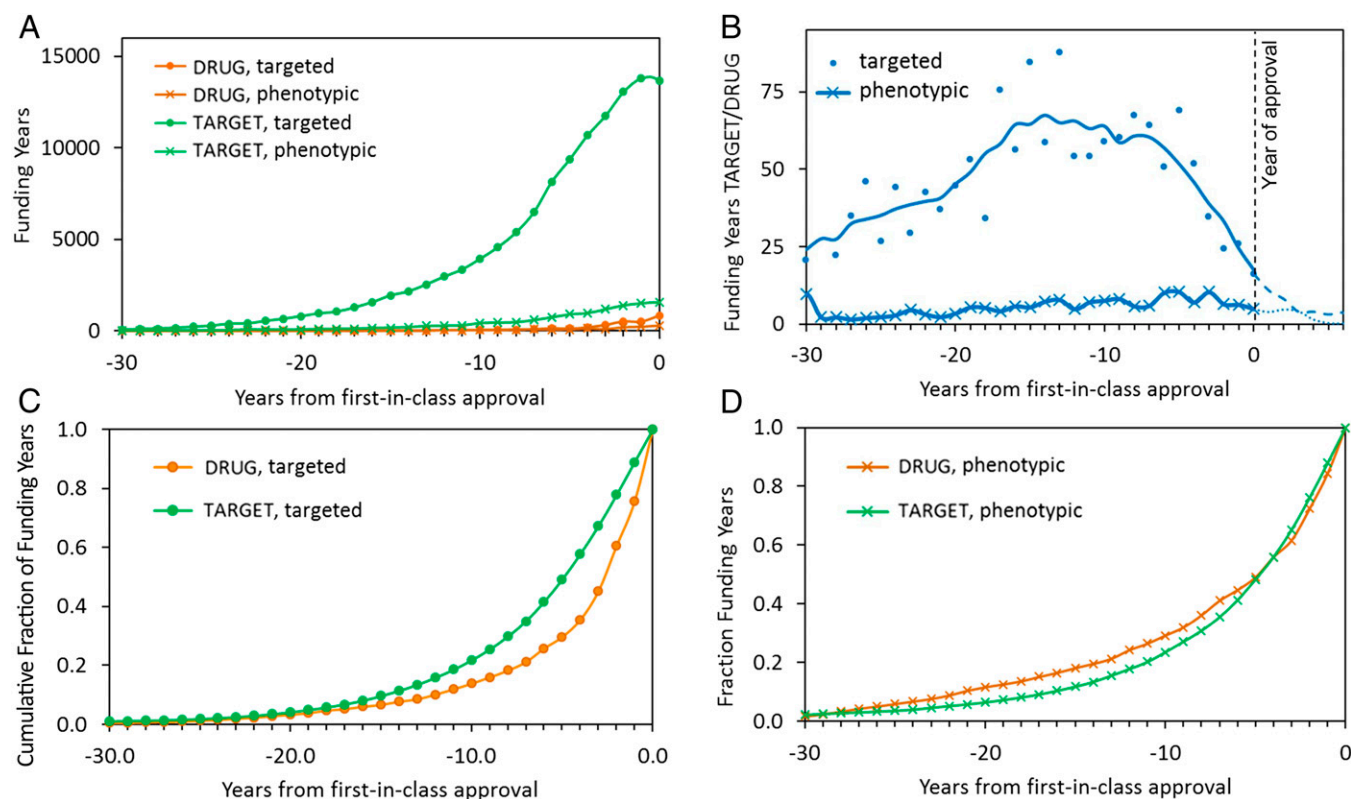 A
Funding Years
15000
10000
5000
0
DRUG, targeted
DRUG, phenotypic
TARGET, targeted
TARGET, phenotypic
-30
-20
-10
0
Years from first-in-class approval
B
Funding Years TARGET/DRUG
75
50
25
0
targeted
phenotypic
Year of approval
-30
-20
-10
0
Years from first-in-class approval
C
Cumulative Fraction of Funding Years
1.0
0.8
0.6
0.4
0.2
0.0
DRUG, targeted
TARGET, targeted
-30.0
-20.0
-10.0
0.0
Years from first-in-class approval
D
Fraction Funding Years
1.0
0.8
0.6
0.4
0.2
0.0
DRUG, phenotypic
TARGET, phenotypic
-30
-20
-10
0
Years from first-in-class approval